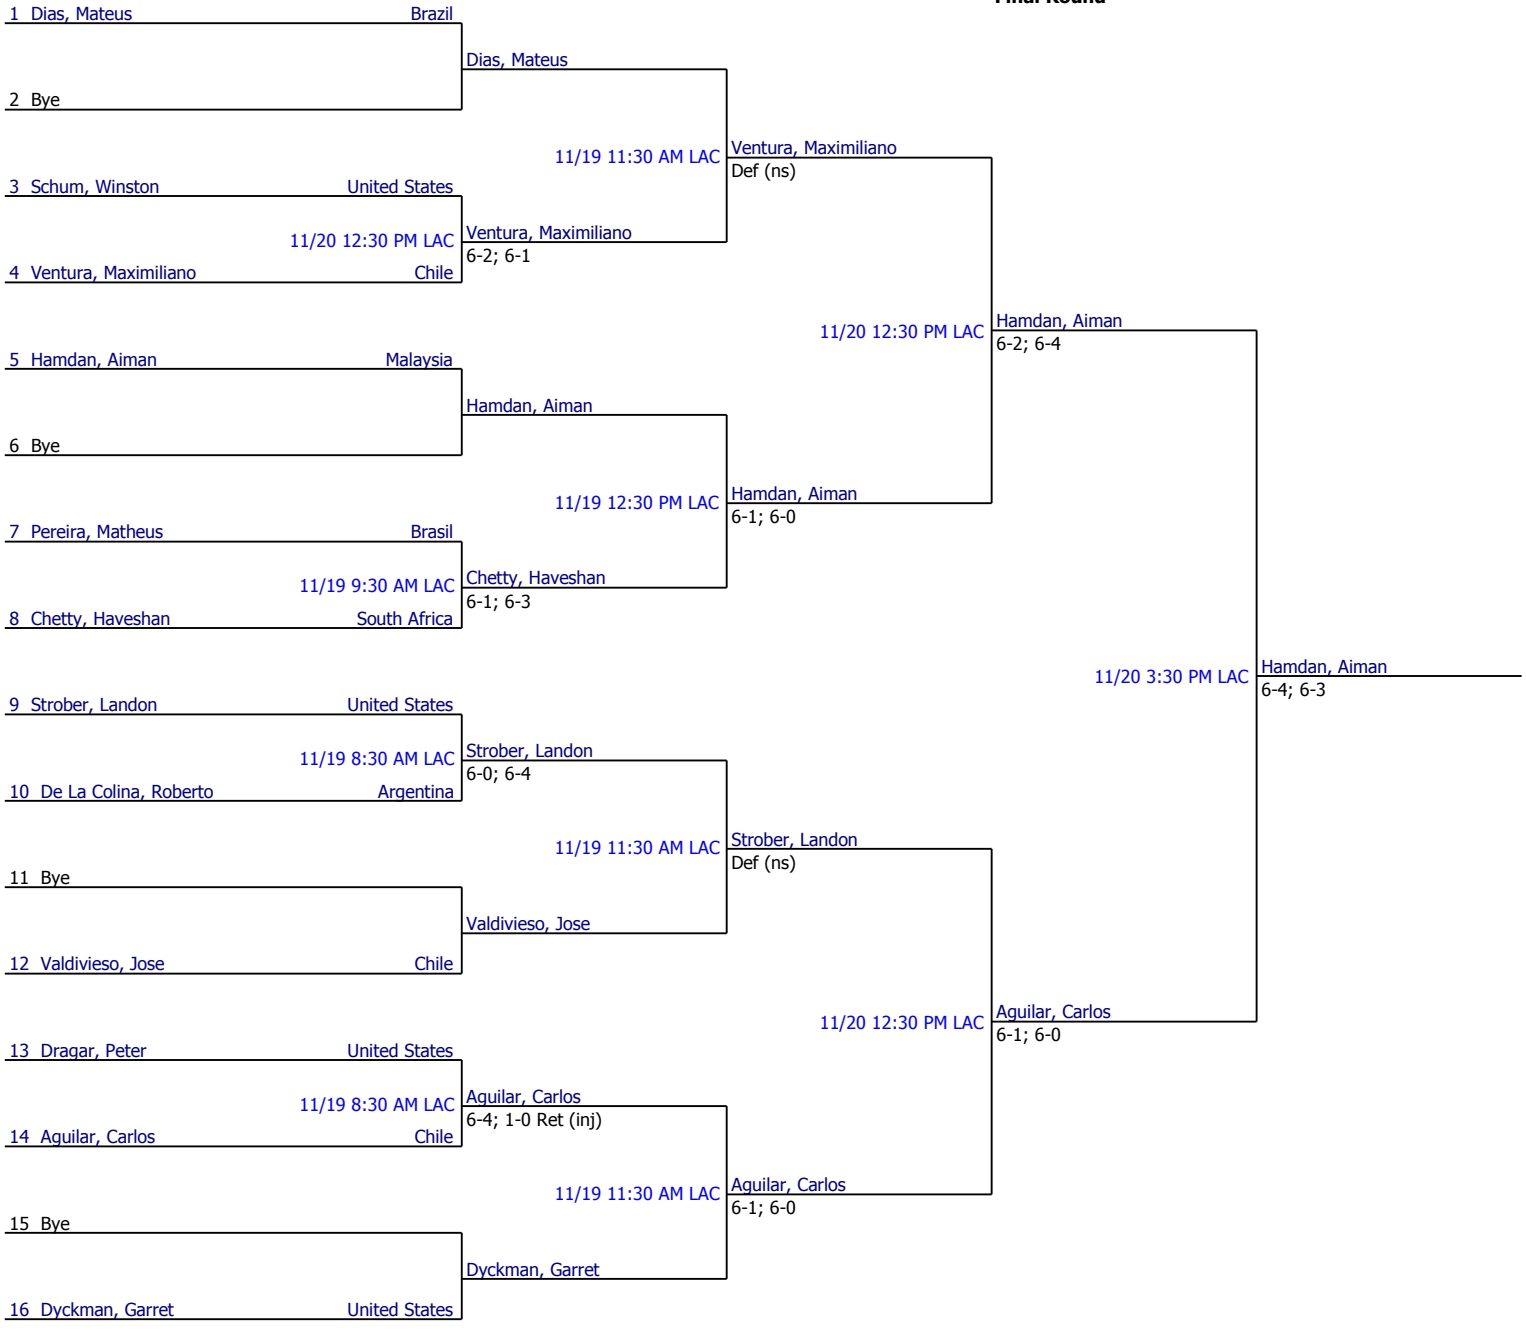 Final Round
1 Dias, Mateus Brazil
Dias, Mateus
2 Bye
11/19 11:30 AM LAC Ventura, Maximiliano
Def (ns)
3 Schum, Winston United States
11/20 12:30 PM LAC Ventura, Maximiliano
6-2; 6-1
4 Ventura, Maximiliano Chile
11/20 12:30 PM LAC Hamdan, Aiman
6-2; 6-4
5 Hamdan, Aiman Malaysia
Hamdan, Aiman
6 Bye
11/19 12:30 PM LAC Hamdan, Aiman
6-1; 6-0
7 Pereira, Matheus Brasil
11/19 9:30 AM LAC Chetty, Haveshan
6-1; 6-3
8 Chetty, Haveshan South Africa
11/20 3:30 PM LAC Hamdan, Aiman
6-4; 6-3
9 Strober, Landon United States
11/19 8:30 AM LAC Strober, Landon
6-0; 6-4
10 De La Colina, Roberto Argentina
11/19 11:30 AM LAC Strober, Landon
Def (ns)
11 Bye
Valdivieso, Jose
12 Valdivieso, Jose Chile
11/20 12:30 PM LAC Aguilar, Carlos
6-1; 6-0
13 Dragar, Peter United States
11/19 8:30 AM LAC Aguilar, Carlos
6-4; 1-0 Ret (inj)
14 Aguilar, Carlos Chile
11/19 11:30 AM LAC Aguilar, Carlos
6-1; 6-0
15 Bye
Dyckman, Garret
16 Dyckman, Garret United States